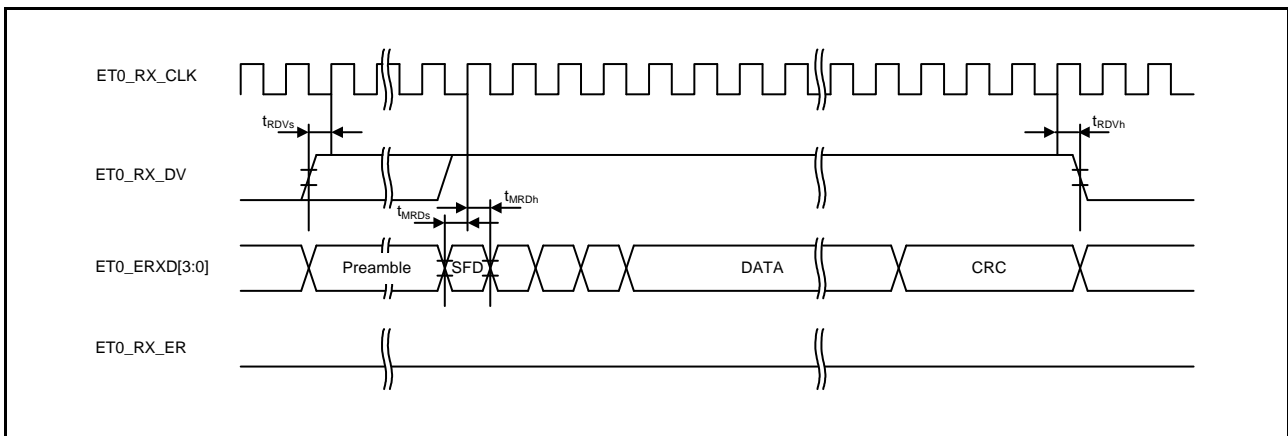 ET0_RX_CLK
tRDVs
tRDVh
ET0_RX_DV
tMRDs
tMRDh
ET0_ERXD[3:0]
Preamble
SFD
DATA
CRC
ET0_RX_ER